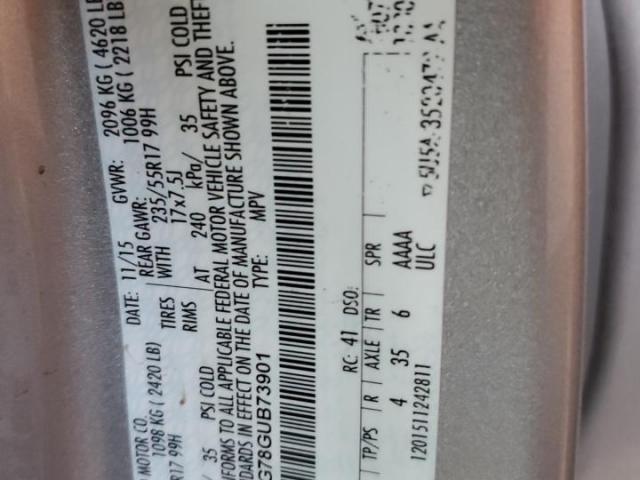 MOTOR CO.
DATE: 11/15 GVWR: 2096 KG ( 4620 LB
1098 KG (2420 LB) REAR GAWR: 1006 KG ( 2218 LB
R17 99H TIRES WITH 235/55R17 99H
RIMS 17x7.5J
/ 35 PSI COLD AT 240 kPa/ 35 PSI COLD
NFORMS TO ALL APPLICABLE FEDERAL MOTOR VEHICLE SAFETY AND THEFT
NDARDS IN EFFECT ON THE DATE OF MANUFACTURE SHOWN ABOVE.
G78GUB73901 TYPE: MPV
RC: 41 DSO:
TP/PS R AXLE TR SPR
4 35 6 AAAA
ULC
1201511242811